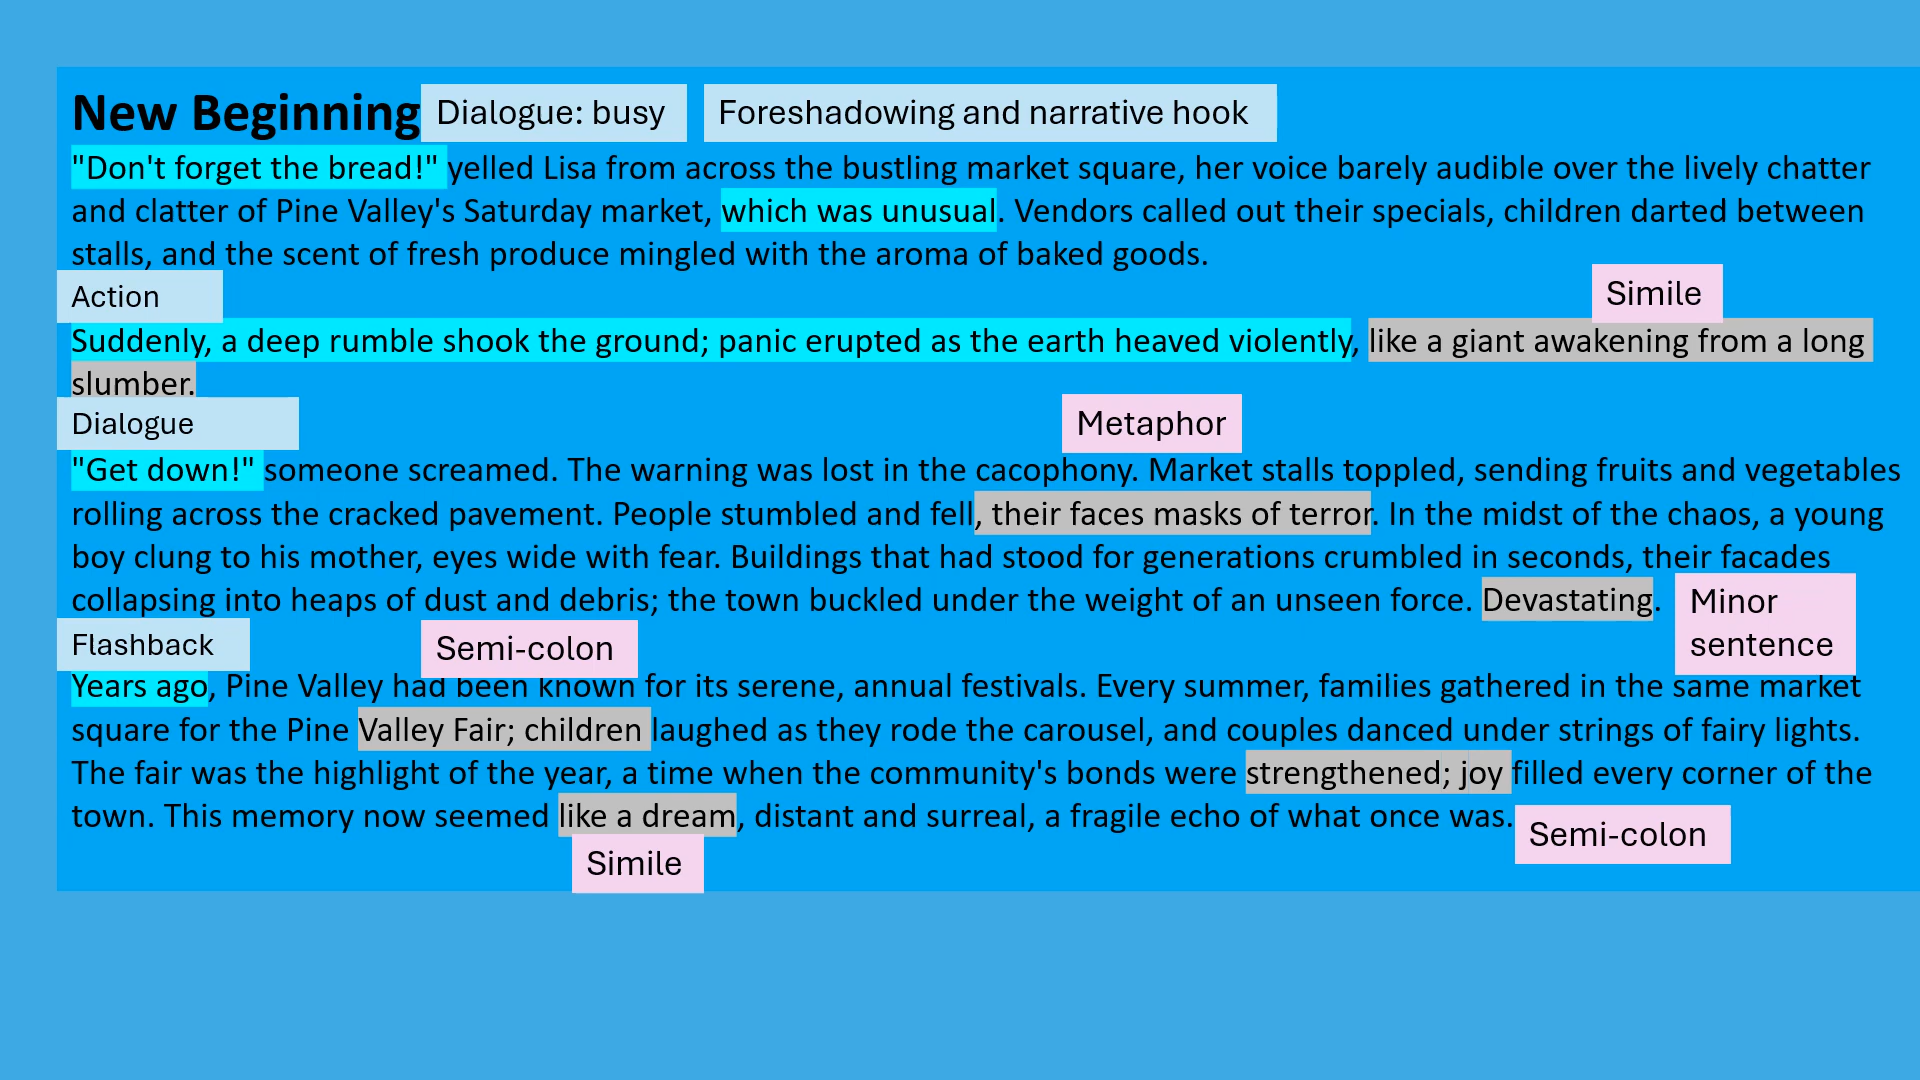 New Beginning Dialogue: busy Foreshadowing and narrative hook
"Don't forget the bread!" yelled Lisa from across the bustling market square, her voice barely audible over the lively chatter
and clatter of Pine Valley's Saturday market, which was unusual. Vendors called out their specials, children darted between
stalls, and the scent of fresh produce mingled with the aroma of baked goods.
Action Simile
Suddenly, a deep rumble shook the ground; panic erupted as the earth heaved violently, like a giant awakening from a long
slumber.
Dialogue Metaphor
"Get down!" someone screamed. The warning was lost in the cacophony. Market stalls toppled, sending fruits and vegetables
rolling across the cracked pavement. People stumbled and fell, their faces masks of terror. In the midst of the chaos, a young
boy clung to his mother, eyes wide with fear. Buildings that had stood for generations crumbled in seconds, their facades
collapsing into heaps of dust and debris; the town buckled under the weight of an unseen force. Devastating. Minor
sentence
Flashback Semi-colon
Years ago, Pine Valley had been known for its serene, annual festivals. Every summer, families gathered in the same market
square for the Pine Valley Fair; children laughed as they rode the carousel, and couples danced under strings of fairy lights.
The fair was the highlight of the year, a time when the community's bonds were strengthened; joy filled every corner of the
town. This memory now seemed like a dream, distant and surreal, a fragile echo of what once was. Semi-colon
Simile